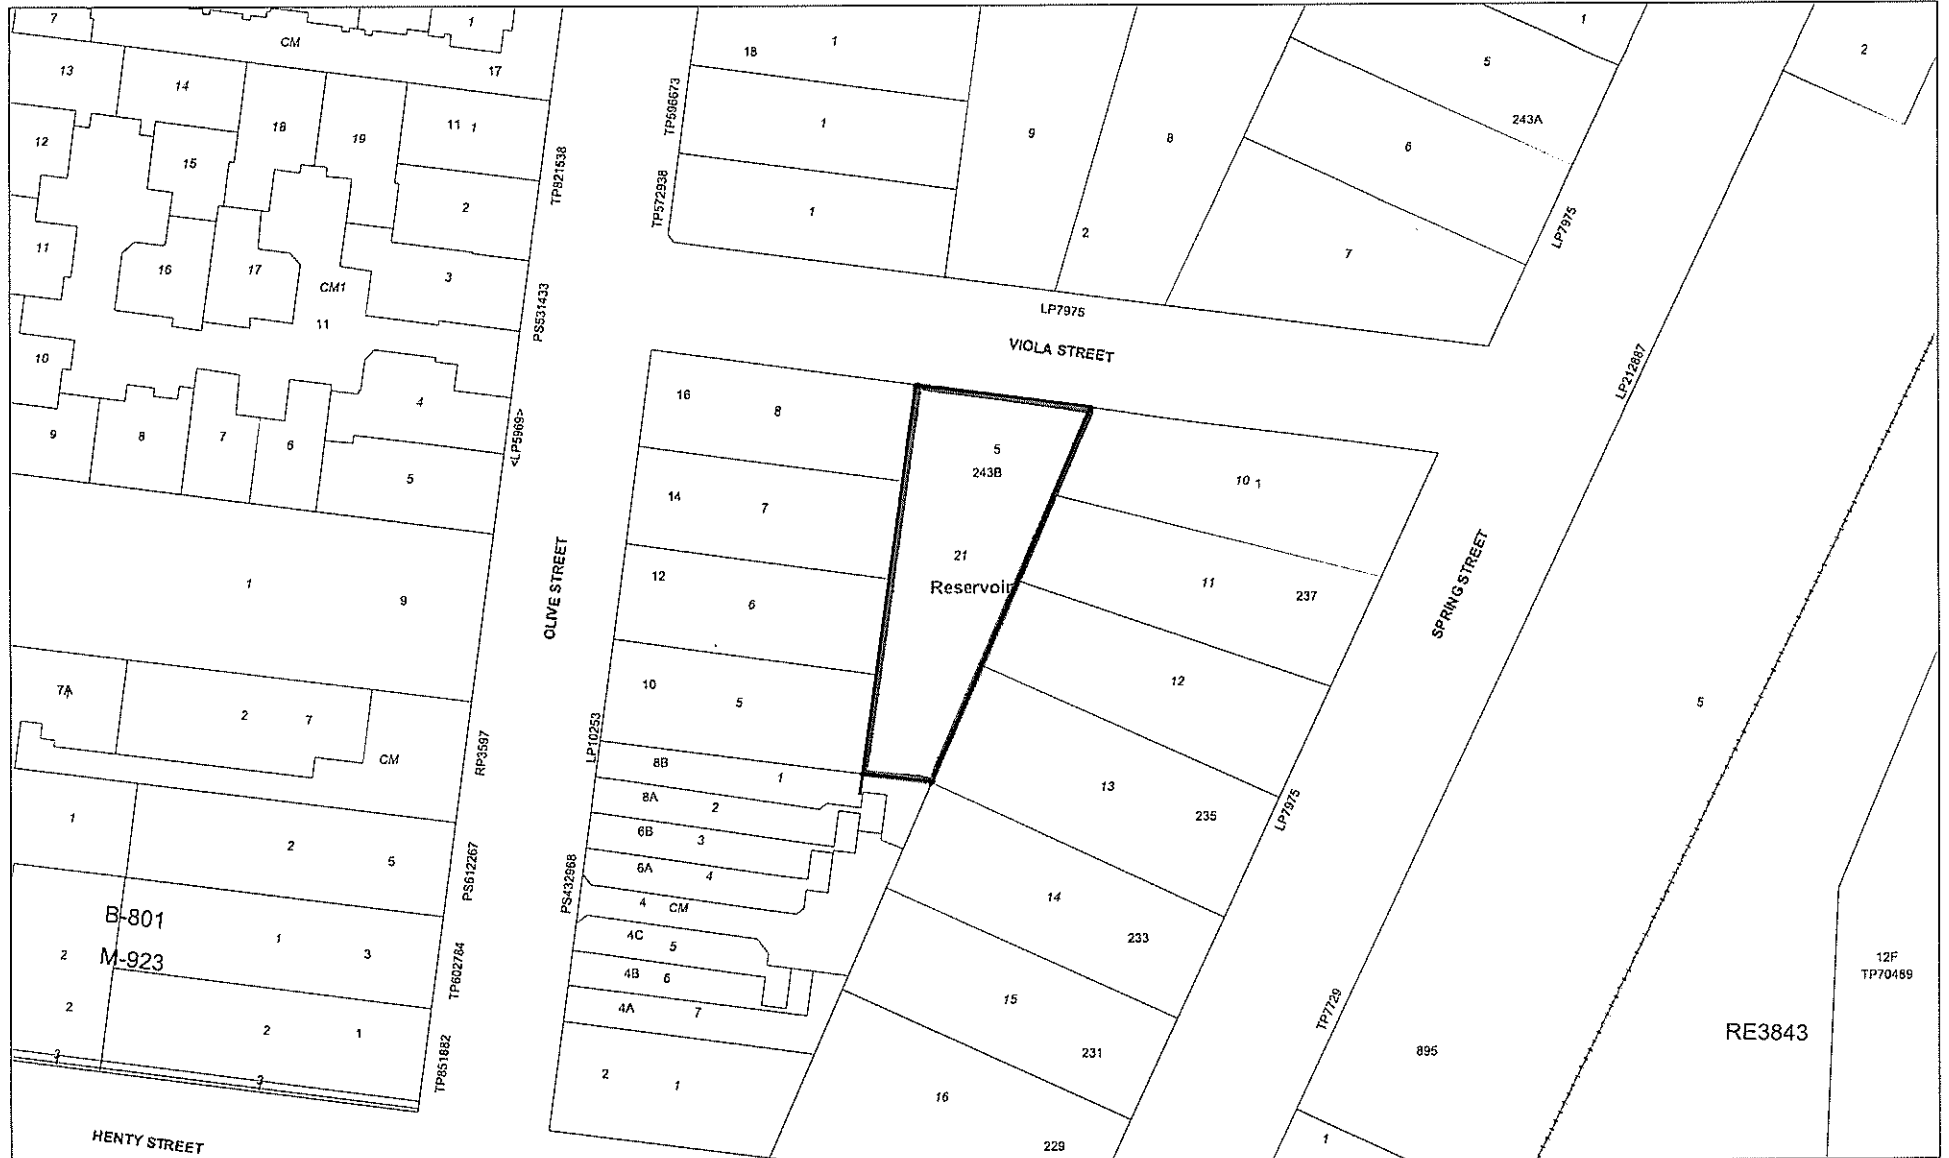 7
CM
1
17
13
14
18
19
11 1
12
15
2
11
16
17
CM1
11
3
10
4
9
8
7
6
5
TP821538
PS531433
<LP5969>
18
1
TP596673
1
TP572938
1
9
8
2
1
5
243A
6
7
LP7975
2
LP7975
VIOLA STREET
LP212887
16
8
14
7
12
6
10
5
OLIVE STREET
LP10253
5
243B
21
Reservoir
10 1
11
237
12
13
235
14
233
15
231
16
229
SPRING STREET
LP7975
TP7729
5
895
1
RE3843
12F
TP70489
1
9
7A
2
7
CM
RP3597
1
2
5
PS612267
B-801
M-923
2
1
3
TP602784
2
2
1
3
3
TP851882
HENTY STREET
8B
1
8A
2
6B
3
6A
4
4
CM
4C
5
4B
6
4A
7
2
1
PS432968